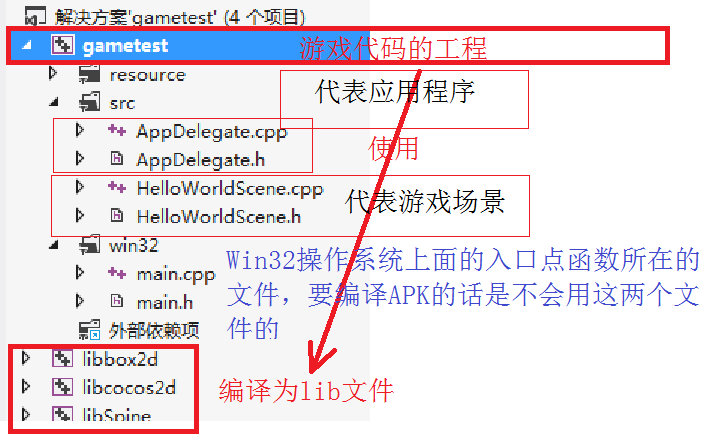 解决方案'gametest' (4 个项目)
gametest
游戏代码的工程
resource
代表应用程序
src
AppDelegate.cpp
使用
AppDelegate.h
HelloWorldScene.cpp
代表游戏场景
HelloWorldScene.h
win32
Win32操作系统上面的入口点函数所在的
main.cpp
文件，要编译APK的话是不会用这两个文
main.h
件的
外部依赖项
libbox2d
libcocos2d
编译为lib文件
libSpine